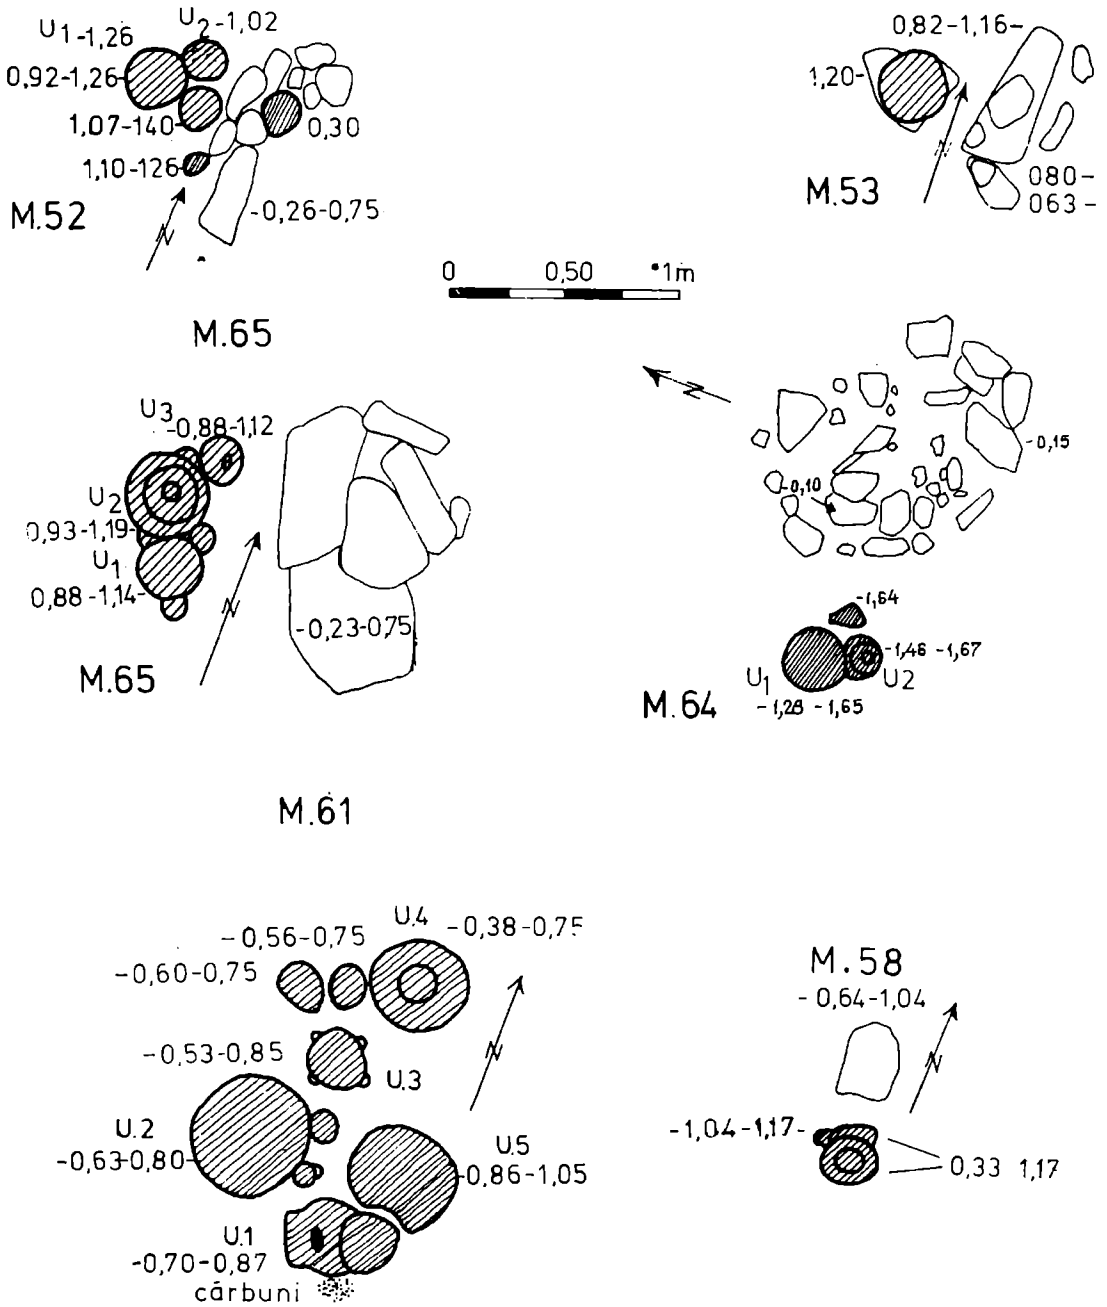 U1-1,26
U2-1,02
0,92-1,26-
1,07-140-
0,30
1,10-126-
-0,26-0,75
M.52
N
0,82-1,16-
1,20-
N
M.53
080-
063-
0 0,50 1m
M.65
U3
-0,88-1,12
U2
0,93-1,19-
U1
0,88-1,14-
N
-0,23-0,75
M.65
N
-0,15
-0,10
-1,64
-1,46 -1,67
U1 U2
M.64
-1,28 -1,65
M.61
U.4
-0,38-0,75
-0,56-0,75
-0,60-0,75
-0,53-0,85
U.3
N
U.2
-0,63-0,80-
U.5
-0,86-1,05
U.1
-0,70-0,87
cărbuni
M.58
-0,64-1,04
N
-1,04-1,17-
0,33 1,17